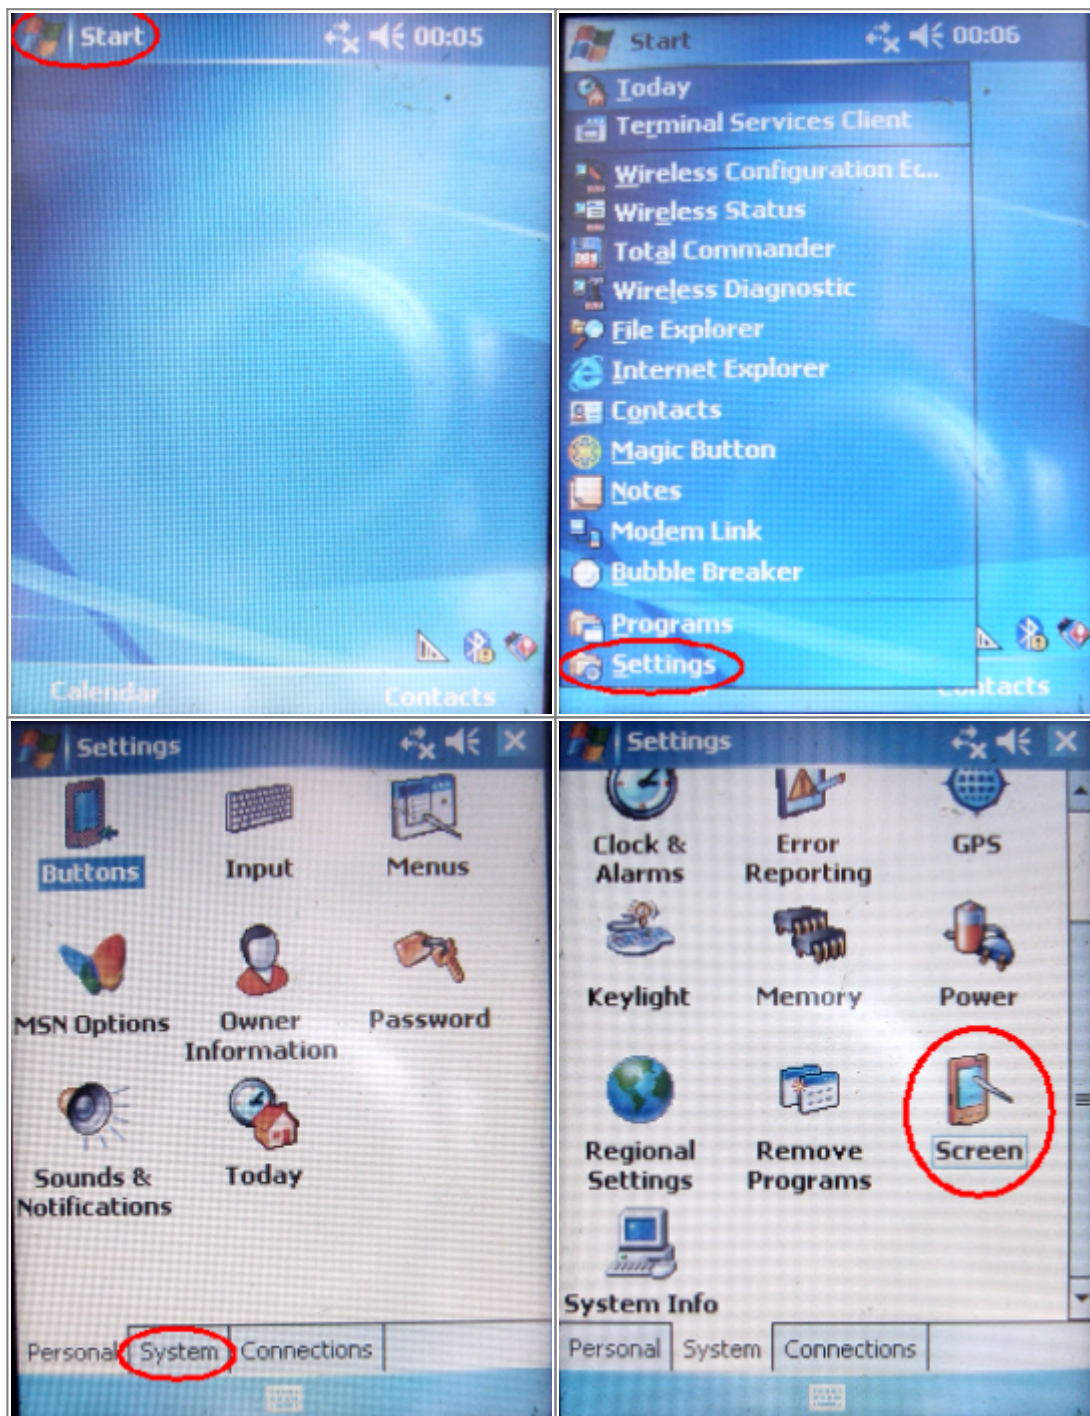 Start 00:05
Calendar
Contacts
Start 00:06
Today
Terminal Services Client
Wireless Configuration Ec...
Wireless Status
Total Commander
Wireless Diagnostic
File Explorer
Internet Explorer
Contacts
Magic Button
Notes
Modem Link
Bubble Breaker
Programs
Settings
Contacts
Settings
Buttons Input Menus
MSN Options Owner Password
Information
Sounds & Today
Notifications
Personal System Connections
Settings
Clock & Error GPS
Alarms Reporting
Keylight Memory Power
Regional Remove Screen
Settings Programs
System Info
Personal System Connections